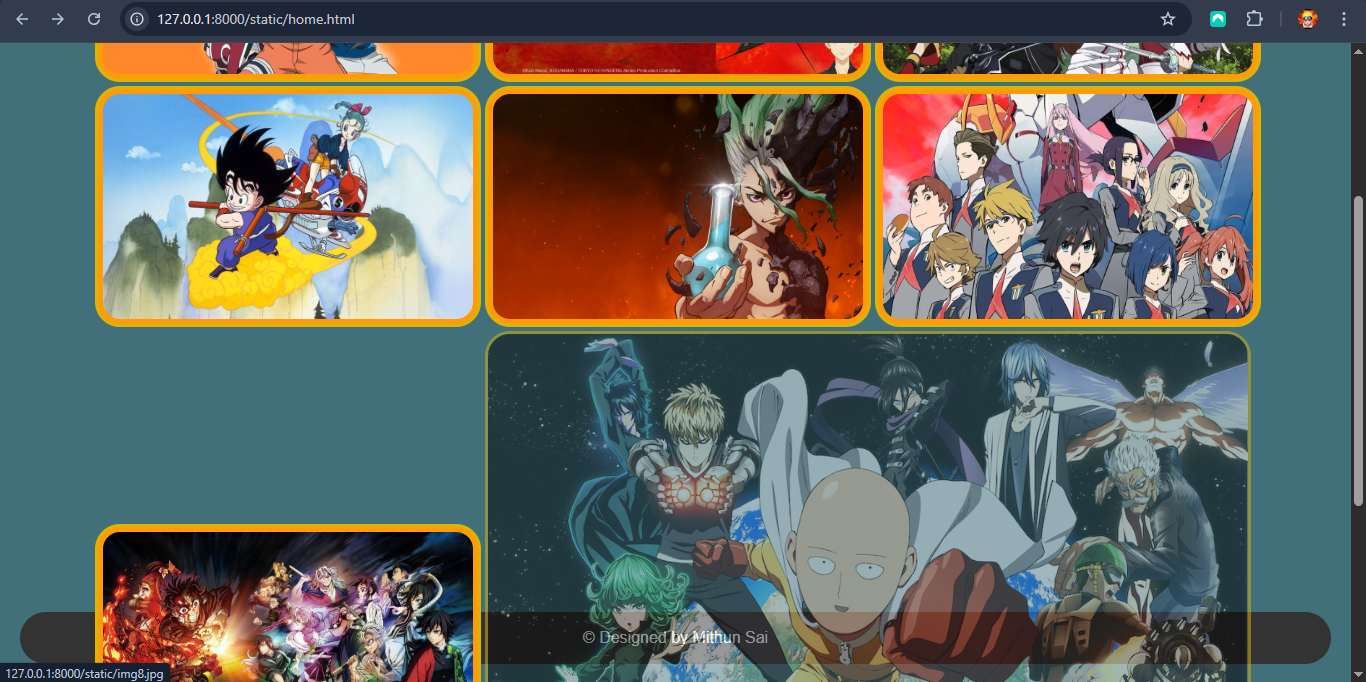 127.0.0.1:8000/static/home.html
© Designed by Mithun Sai
127.0.0.1:8000/static/img8.jpg